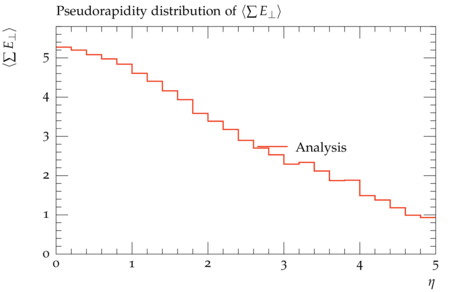 Pseudorapidity distribution of ⟨∑ E⊥⟩
⟨∑ E⊥⟩
5
4
3
2
1
0
Analysis
0 1 2 3 4 5
η